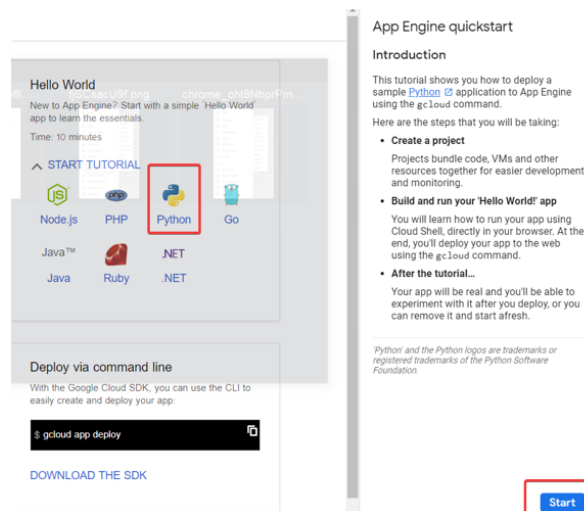 Hello World
New to App Engine? Start with a simple 'Hello World'
app to learn the essentials.
Time: 10 minutes
START TUTORIAL
JS
php
Node.js
PHP
Python
Go
Java™
.NET
Java
Ruby
.NET
Deploy via command line
With the Google Cloud SDK, you can use the CLI to
easily create and deploy your app:
$ gcloud app deploy
DOWNLOAD THE SDK
App Engine quickstart
Introduction
This tutorial shows you how to deploy a
sample Python application to App Engine
using the gcloud command.
Here are the steps that you will be taking:
• Create a project
Projects bundle code, VMs and other
resources together for easier development
and monitoring.
• Build and run your 'Hello World!' app
You will learn how to run your app using
Cloud Shell, directly in your browser. At the
end, you'll deploy your app to the web
using the gcloud command.
• After the tutorial...
Your app will be real and you'll be able to
experiment with it after you deploy, or you
can remove it and start afresh.
'Python' and the Python logos are trademarks or
registered trademarks of the Python Software
Foundation.
Start